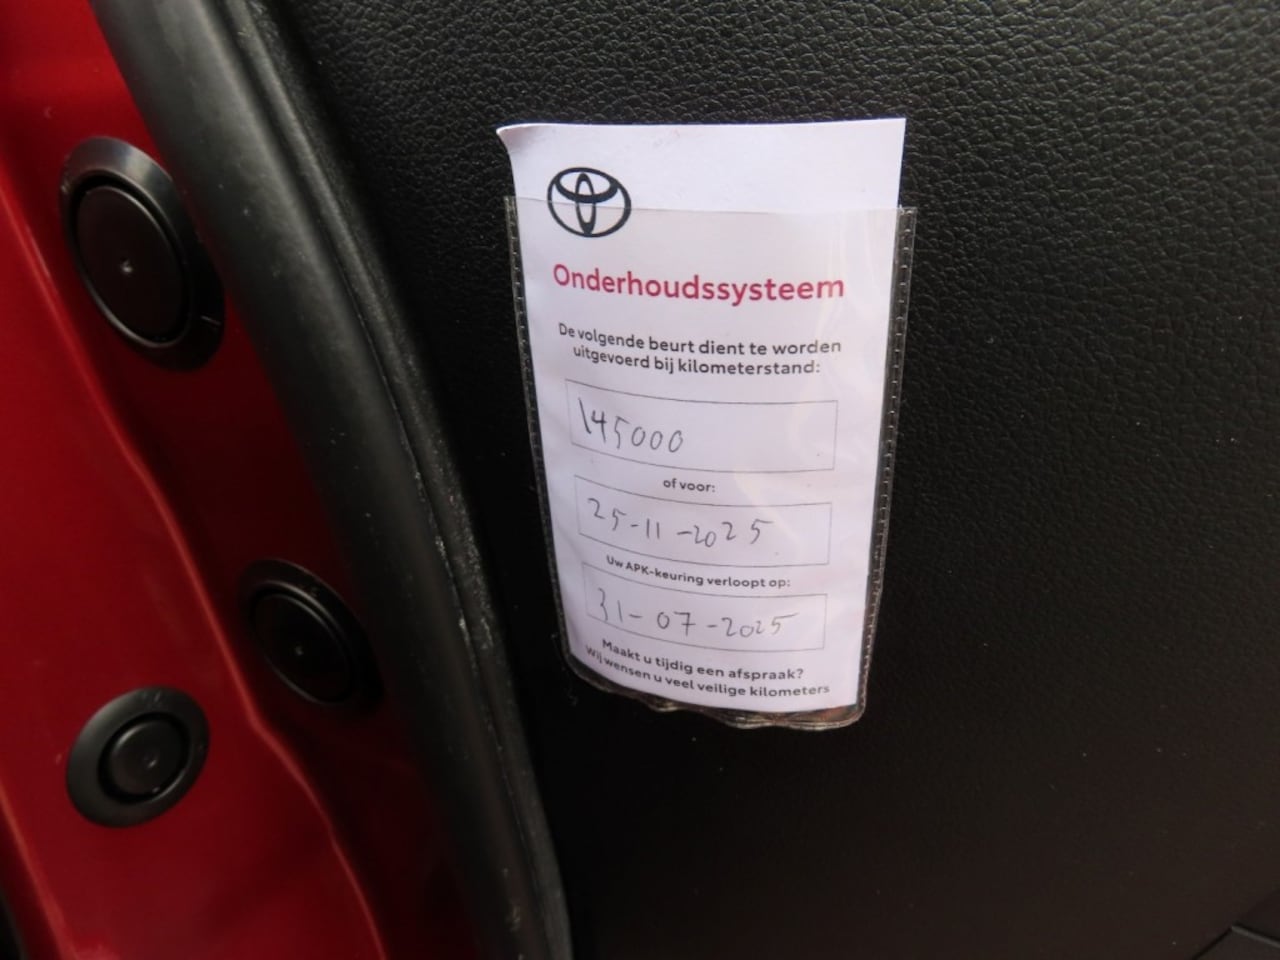 Onderhoudssysteem
De volgende beurt dient te worden
uitgevoerd bij kilometerstand:
145000
of voor:
25-11-2025
Uw APK-keuring verloopt op:
31-07-2025
Maakt u tijdig een afspraak?
Wij wensen u veel veilige kilometers